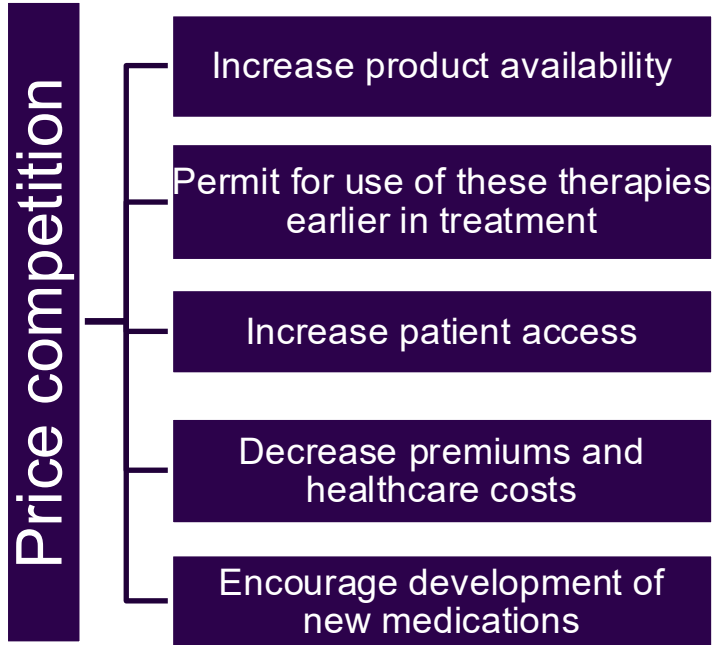 Price competition
Increase product availability
Permit for use of these therapies
earlier in treatment
Increase patient access
Decrease premiums and
healthcare costs
Encourage development of
new medications